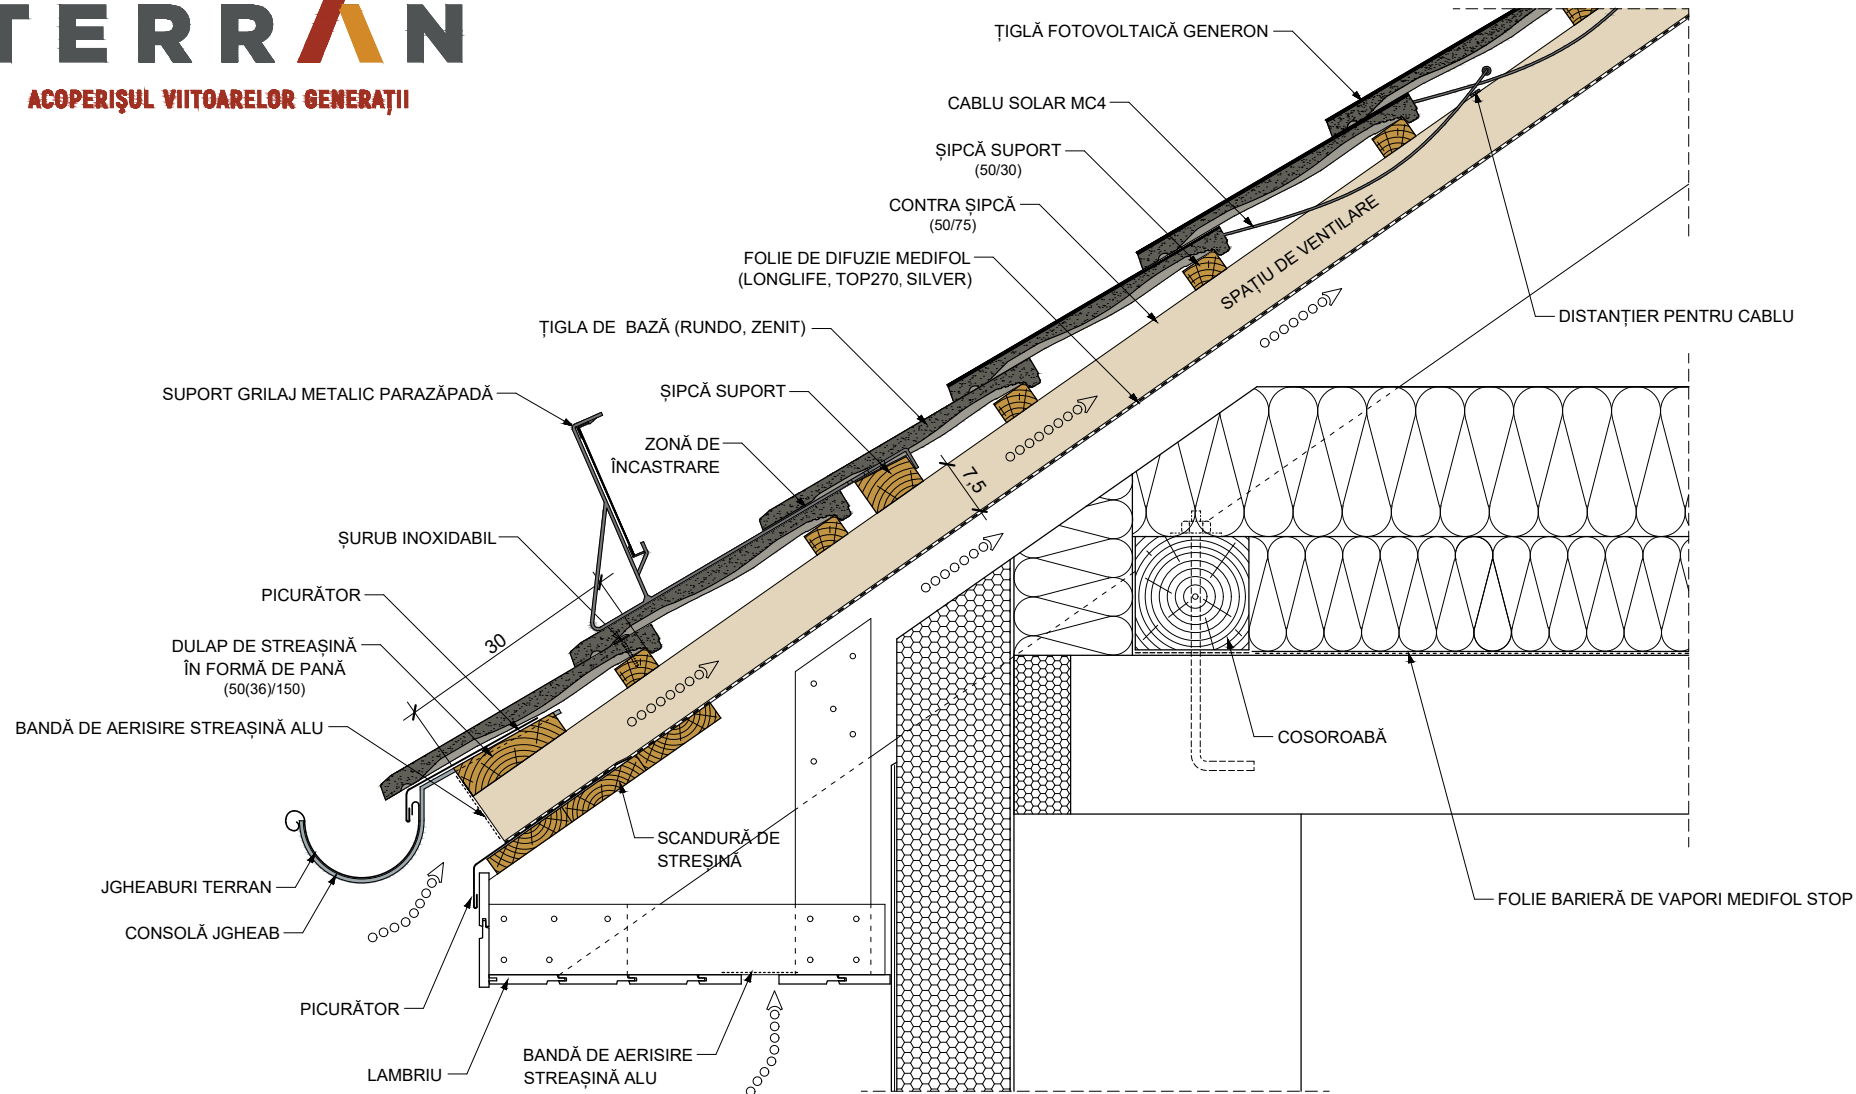 TERRAN
ACOPERIȘUL VIITOARELOR GENERAȚII
ȚIGLĂ FOTOVOLTAICĂ GENERON
CABLU SOLAR MC4
ȘIPCĂ SUPORT
(50/30)
CONTRA ȘIPCĂ
(50/75)
FOLIE DE DIFUZIE MEDIFOL
(LONGLIFE, TOP270, SILVER)
SPAȚIU DE VENTILARE
DISTANȚIER PENTRU CABLU
ȚIGLA DE BAZĂ (RUNDO, ZENIT)
SUPORT GRILAJ METALIC PARAZĂPADĂ
ȘIPCĂ SUPORT
ZONĂ DE
ÎNCASTRARE
7,5
ȘURUB INOXIDABIL
PICURĂTOR
30
DULAP DE STREAȘINĂ
ÎN FORMĂ DE PANĂ
(50(36)/150)
BANDĂ DE AERISIRE STREAȘINĂ ALU
COSOROABĂ
SCANDURĂ DE
STREȘINĂ
JGHEABURI TERRAN
FOLIE BARIERĂ DE VAPORI MEDIFOL STOP
CONSOLĂ JGHEAB
PICURĂTOR
BANDĂ DE AERISIRE
STREAȘINĂ ALU
LAMBRIU